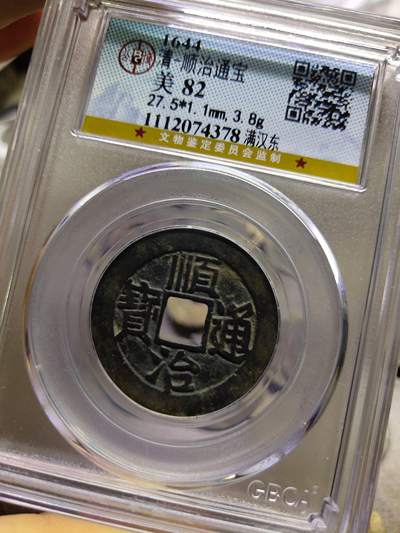 1644
清-顺治通宝
美 82
27.5*1.1mm, 3.8g
1112074378 满汉东
★ 文物鉴定委员会监制 ★
順治通寶
GBCA